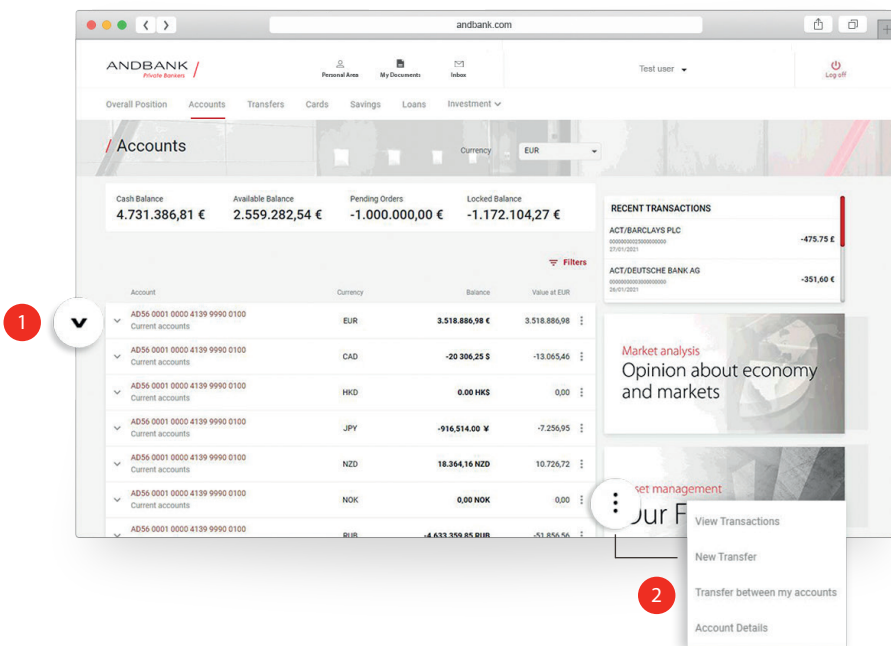 andbank.com
ANDBANK /
Private Bankers
Personal Area
My Documents
Inbox
Test user
Log off
Overall Position Accounts Transfers Cards Savings Loans Investment
/ Accounts
Currency EUR
Cash Balance Available Balance Pending Orders Locked Balance
4.731.386,81 € 2.559.282,54 € -1.000.000,00 € -1.172.104,27 €
Filters
Account Currency Balance Value at EUR
1
AD56 0001 0000 4139 9990 0100
Current accounts
EUR 3.518.886,98 € 3.518.886,98
AD56 0001 0000 4139 9990 0100
Current accounts
CAD -20 306,25 $ -13.065,46
AD56 0001 0000 4139 9990 0100
Current accounts
HKD 0.00 HK$ 0,00
AD56 0001 0000 4139 9990 0100
Current accounts
JPY -916,514.00 ¥ -7.256,95
AD56 0001 0000 4139 9990 0100
Current accounts
NZD 18.364,16 NZD 10.726,72
AD56 0001 0000 4139 9990 0100
Current accounts
NOK 0,00 NOK 0,00
AD56 0001 0000 4139 9990 0100
RUB -4 633 359,85 RUB -51.856,56
RECENT TRANSACTIONS
ACT/BARCLAYS PLC
27/01/2021
-475.75 £
ACT/DEUTSCHE BANK AG
26/01/2021
-351,60 €
Market analysis
Opinion about economy
and markets
set management
ur F
2
View Transactions
New Transfer
Transfer between my accounts
Account Details